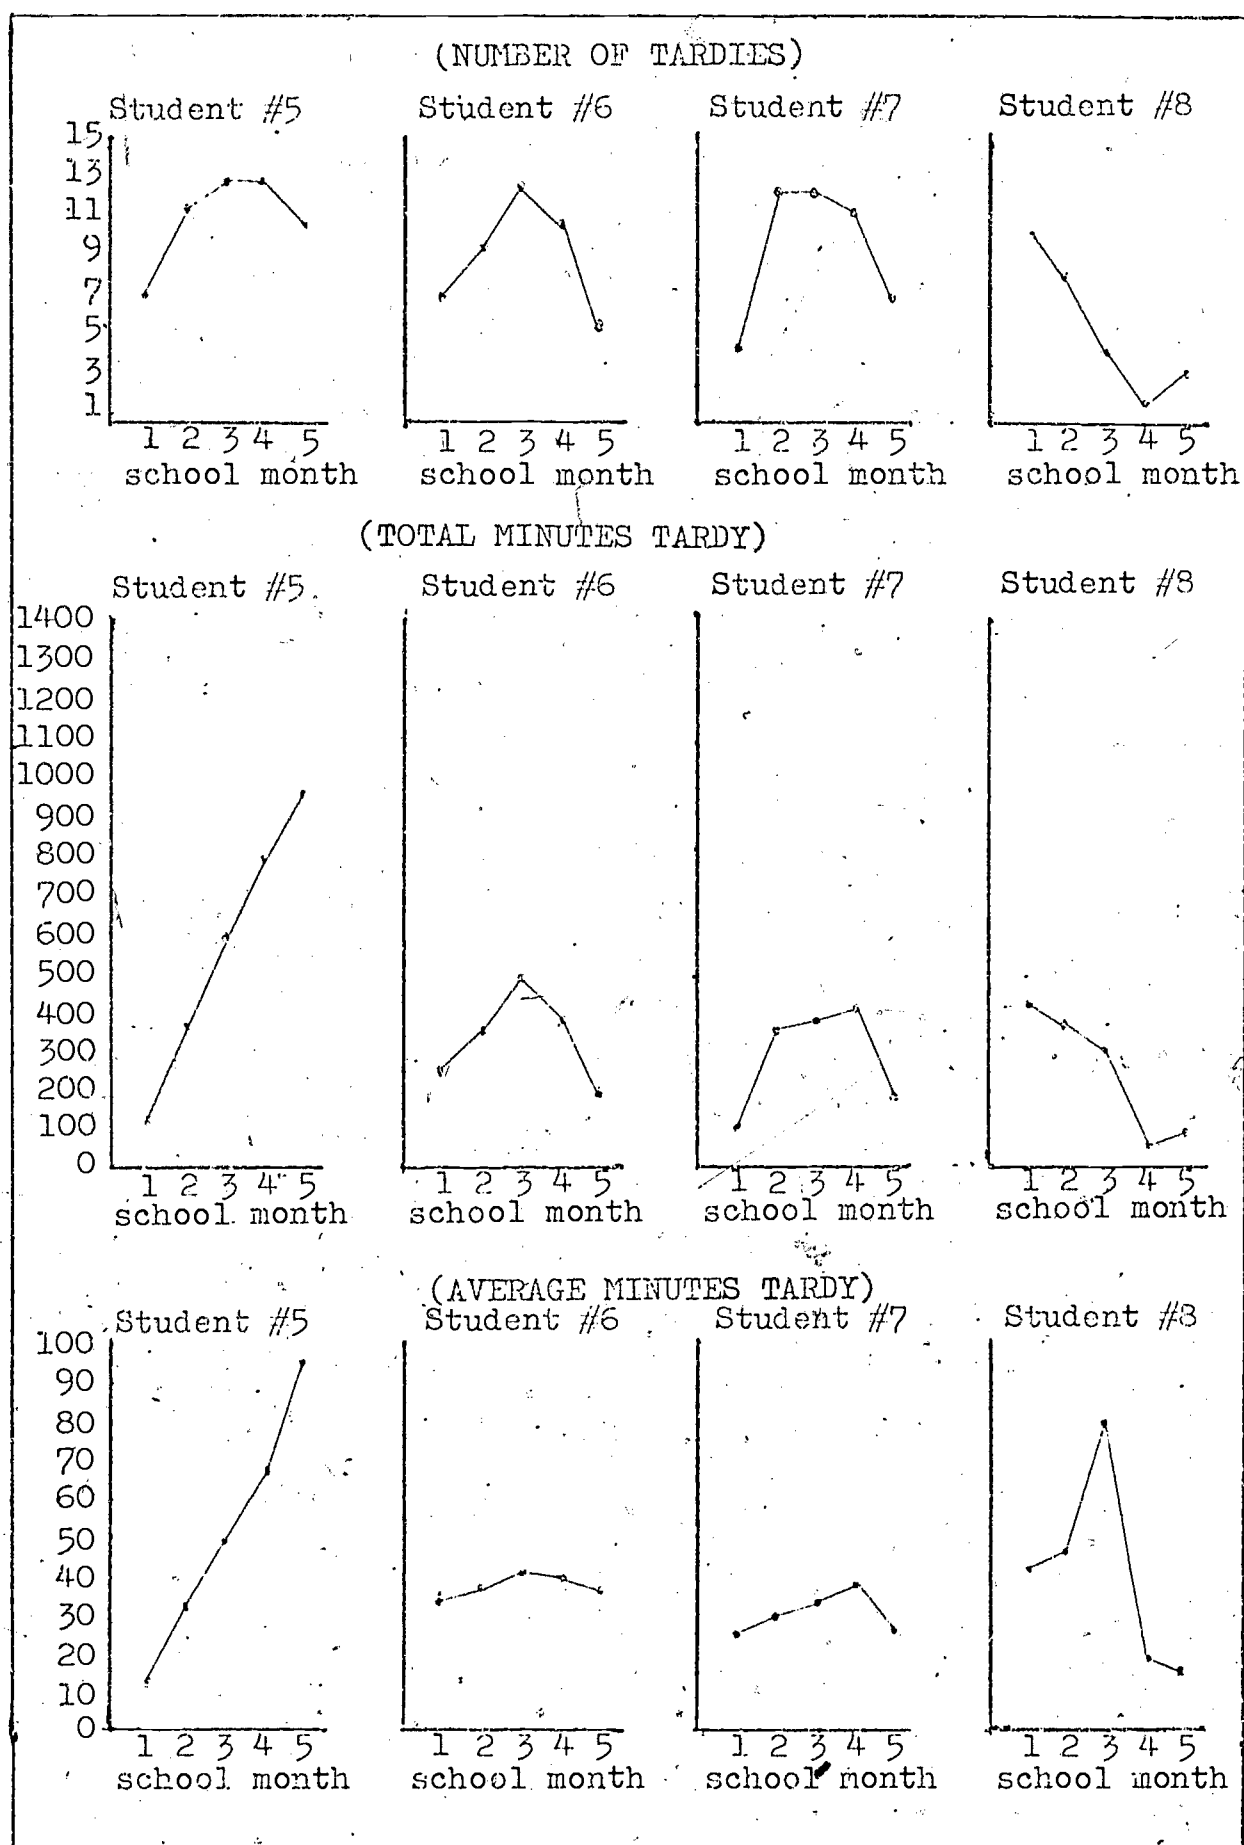 (NUMBER OF TARDIES)
Student #5 Student #6 Student #7 Student #8
15
13
11
9
7
5
3
1
1 2 3 4 5 1 2 3 4 5 1 2 3 4 5 1 2 3 4 5
school month school month school month school month
(TOTAL MINUTES TARDY)
Student #5 Student #6 Student #7 Student #8
1400
1300
1200
1100
1000
900
800
700
600
500
400
300
200
100
0
1 2 3 4 5 1 2 3 4 5 1 2 3 4 5 1 2 3 4 5
school month school month school month school month
(AVERAGE MINUTES TARDY)
Student #5 Student #6 Student #7 Student #8
100
90
80
70
60
50
40
30
20
10
0
1 2 3 4 5 1 2 3 4 5 1 2 3 4 5 1 2 3 4 5
school month school month school month school month